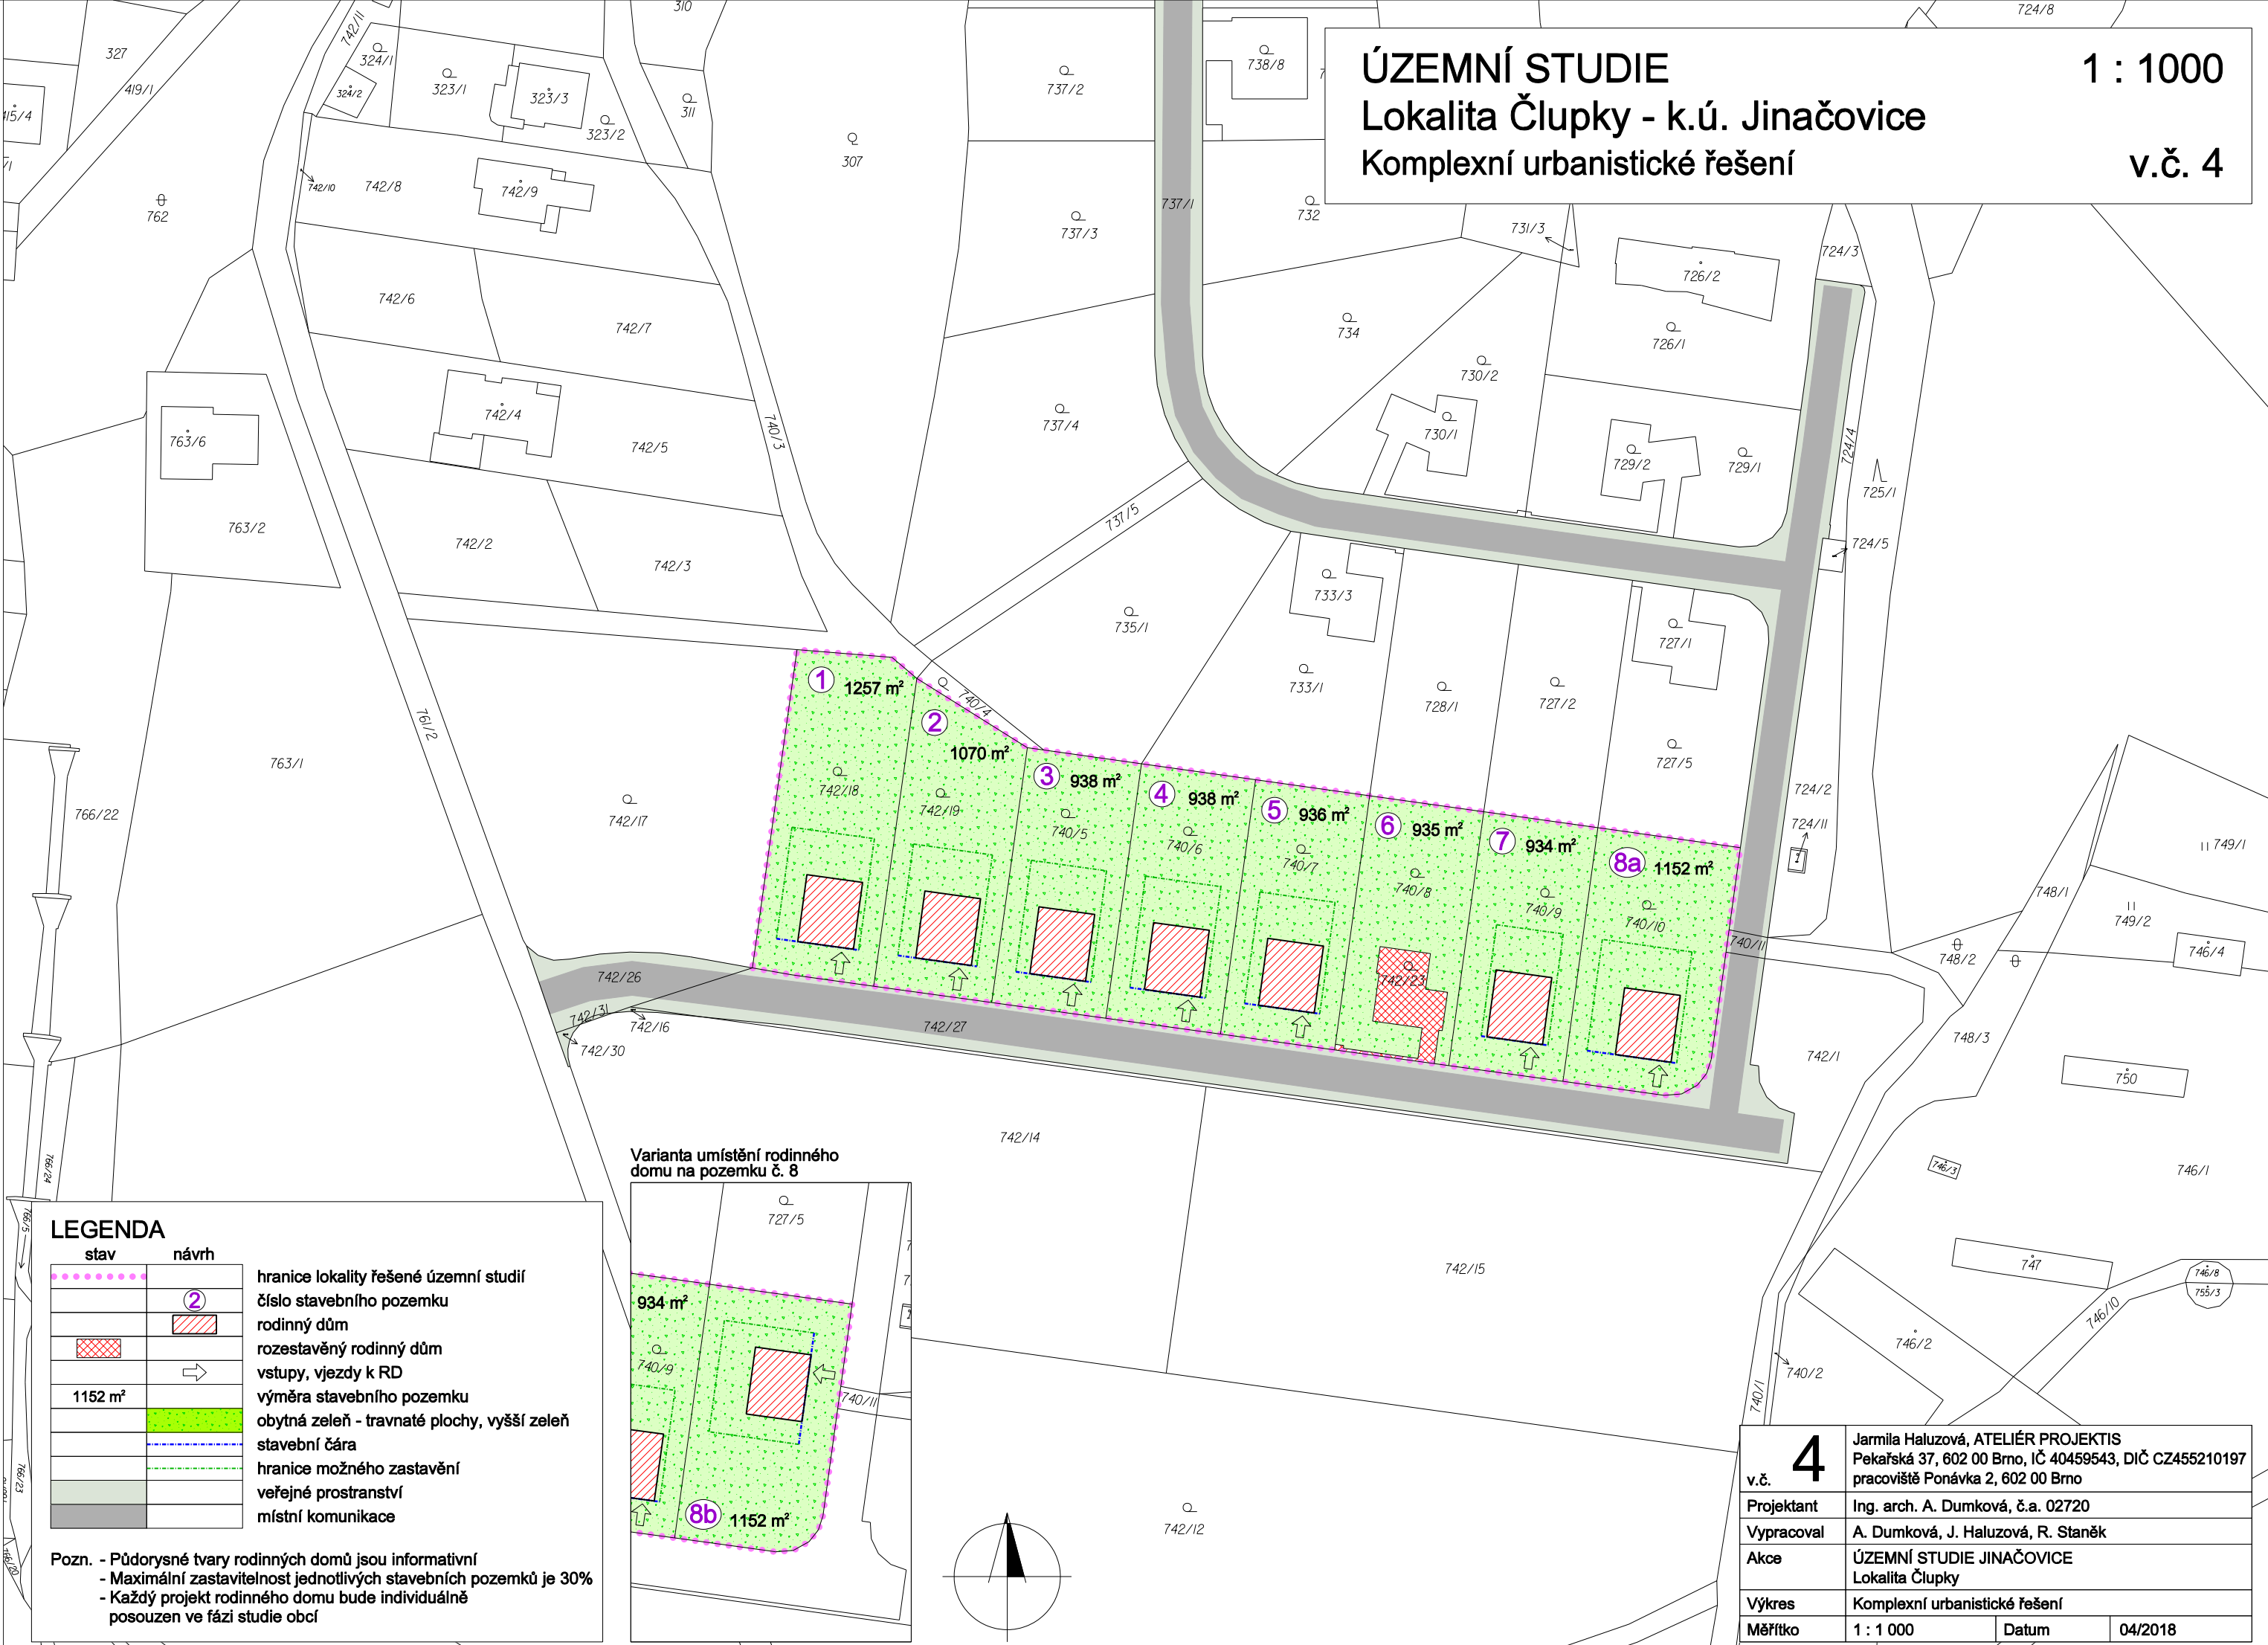 ÚZEMNÍ STUDIE 1 : 1000
Lokalita Člupky - k.ú. Jinačovice
Komplexní urbanistické řešení v.č. 4
310
742/11
724/8
327
324/1
738/8
419/1
324/2
323/1
323/3
323/2
311
737/2
307
742/10
742/8
742/9
762
737/3
737/1
732
731/3
726/2
724/3
742/6
742/7
734
726/1
730/2
742/4
763/6
742/5
740/3
737/4
730/1
729/2
729/1
724/4
725/1
763/2
742/2
742/3
737/5
724/5
733/3
735/1
727/1
733/1
728/1
727/2
727/5
761/2
763/1
766/22
742/17
740/4
1 1257 m²
2
1070 m²
3 938 m²
4 938 m²
5 936 m²
6 935 m²
7 934 m²
8a 1152 m²
742/18
742/19
740/5
740/6
740/7
740/8
740/9
740/10
742/23
724/2
724/11
740/11
749/1
748/1
749/2
746/4
748/2
742/26
742/31
742/16
742/30
742/27
742/1
748/3
750
742/14
746/3
746/1
742/15
747
746/8
755/3
746/10
746/2
740/2
740/1
742/12
766/24
766/5
766/23
766/20
Varianta umístění rodinného
domu na pozemku č. 8
727/5
934 m²
740/9
740/11
8b 1152 m²
LEGENDA
stav návrh
hranice lokality řešené územní studií
2 číslo stavebního pozemku
rodinný dům
rozestavěný rodinný dům
vstupy, vjezdy k RD
1152 m² výměra stavebního pozemku
obytná zeleň - travnaté plochy, vyšší zeleň
stavební čára
hranice možného zastavění
veřejné prostranství
místní komunikace
Pozn. - Půdorysné tvary rodinných domů jsou informativní
- Maximální zastavitelnost jednotlivých stavebních pozemků je 30%
- Každý projekt rodinného domu bude individuálně
posouzen ve fázi studie obcí
v.č. 4
Jarmila Haluzová, ATELIÉR PROJEKTIS
Pekařská 37, 602 00 Brno, IČ 40459543, DIČ CZ455210197
pracoviště Ponávka 2, 602 00 Brno
Projektant Ing. arch. A. Dumková, č.a. 02720
Vypracoval A. Dumková, J. Haluzová, R. Staněk
Akce ÚZEMNÍ STUDIE JINAČOVICE
Lokalita Člupky
Výkres Komplexní urbanistické řešení
Měřítko 1 : 1 000 Datum 04/2018